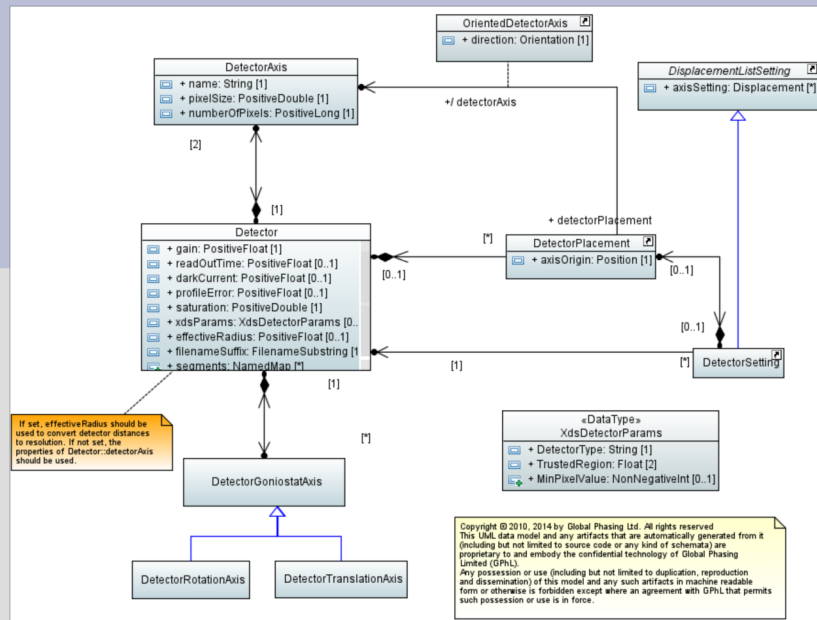 OrientedDetectorAxis
+ direction: Orientation [1]
DetectorAxis
+ name: String [1]
+ pixelSize: PositiveDouble [1]
+ numberOfPixels: PositiveLong [1]
DisplacementListSetting
+ axisSetting: Displacement [*]
+/ detectorAxis
[2]
[1]
+ detectorPlacement
Detector
+ gain: PositiveFloat [1]
+ readOutTime: PositiveFloat [0..1]
+ darkCurrent: PositiveFloat [0..1]
+ profileError: PositiveFloat [0..1]
+ saturation: PositiveDouble [1]
+ xdsParams: XdsDetectorParams [0..
+ effectiveRadius: PositiveFloat [0..1]
+ filenameSuffix: FilenameSubstring [1
+ segments: NamedMap [*]
[*]
[0..1]
DetectorPlacement
+ axisOrigin: Position [1]
[0..1]
[0..1]
DetectorSetting
[1]
[*]
[1]
If set, effectiveRadius should be
used to convert detector distances
to resolution. If not set, the
properties of Detector::detectorAxis
should be used.
[*]
DetectorGoniostatAxis
DetectorRotationAxis
DetectorTranslationAxis
«DataType»
XdsDetectorParams
+ DetectorType: String [1]
+ TrustedRegion: Float [2]
+ MinPixelValue: NonNegativeInt [0..1]
Copyright © 2010, 2014 by Global Phasing Ltd. All rights reserved
This UML data model and any artifacts that are automatically generated from it
(including but not limited to source code or any kind of schemata) are
proprietary to and embody the confidential technology of Global Phasing
Limited (GPhL).
Any possession or use (including but not limited to duplication, reproduction
and dissemination) of this model and any such artifacts in machine readable
form or otherwise is forbidden except where an agreement with GPhL that permits
such possession or use is in force.